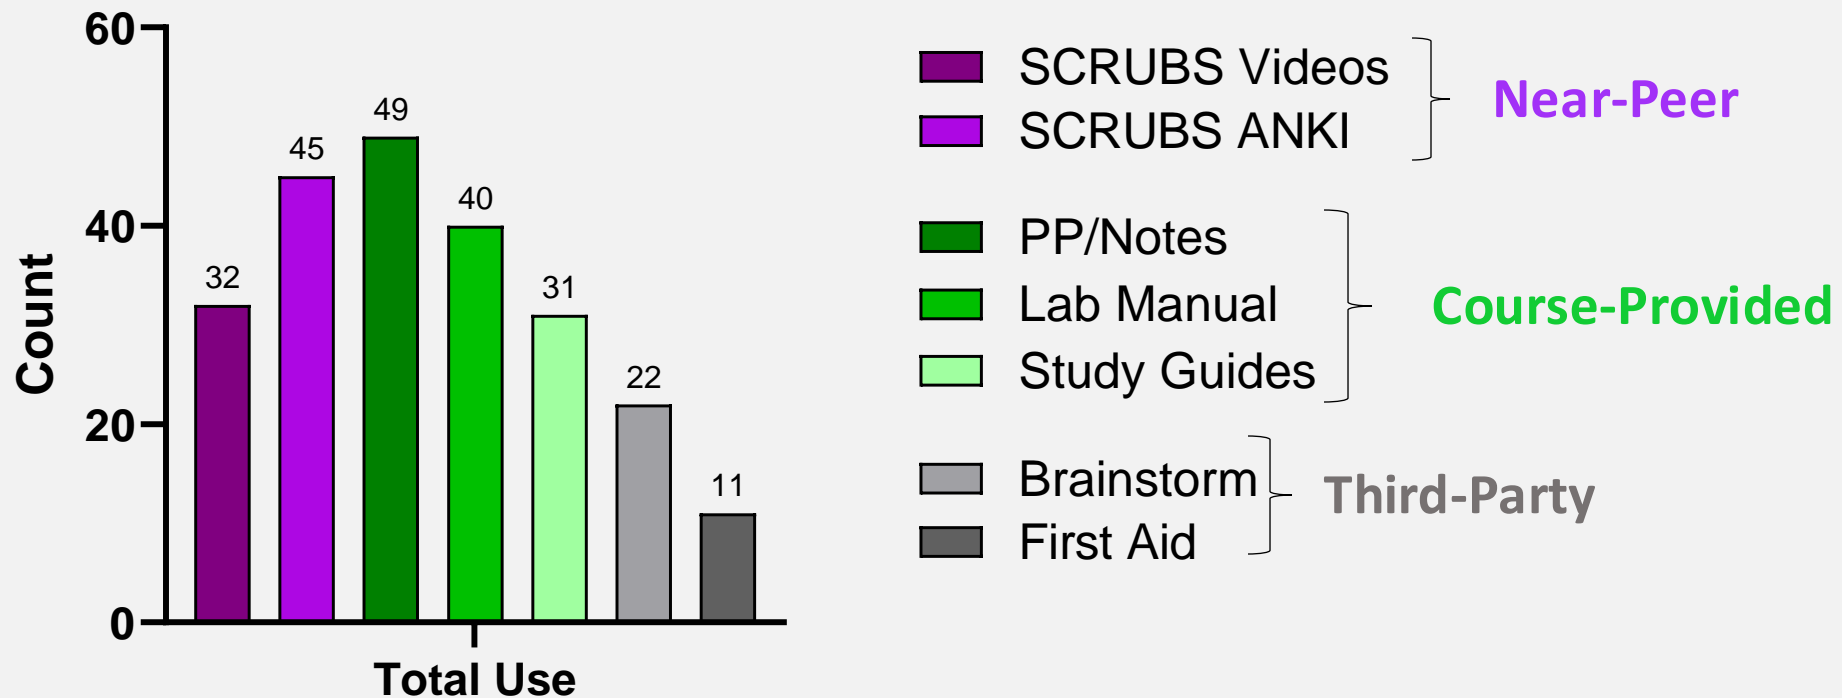 60
40
20
0
Count
32
45
49
40
31
22
11
Total Use
SCRUBS Videos
SCRUBS ANKI
Near-Peer
PP/Notes
Lab Manual
Study Guides
Course-Provided
Brainstorm
First Aid
Third-Party